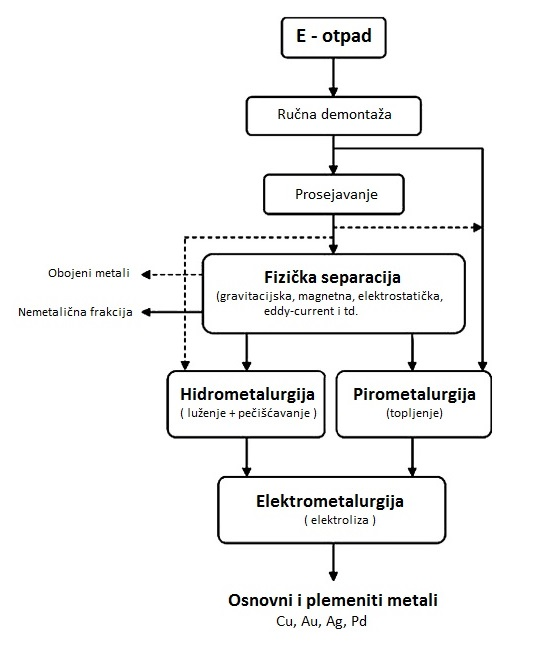 E - otpad
Ručna demontaža
Prosejavanje
Fizička separacija
(gravitacijska, magnetna, elektrostatička,
eddy-current i td.
Obojeni metali
Nemetalična frakcija
Hidrometalurgija
( luženje + pečišćavanje )
Pirometalurgija
(topljenje)
Elektrometalurgija
( elektroliza )
Osnovni i plemeniti metali
Cu, Au, Ag, Pd